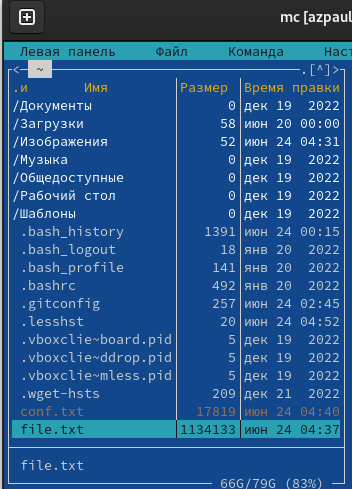 mc [azpaul
Левая панель Файл Команда Наст
<─ ~ .[^]>
.и Имя Размер Время правки
/Документы 0 дек 19 2022
/Загрузки 58 июн 20 00:00
/Изображения 52 июн 24 04:31
/Музыка 0 дек 19 2022
/Общедоступные 0 дек 19 2022
/Рабочий стол 0 дек 19 2022
/Шаблоны 0 дек 19 2022
.bash_history 1391 июн 24 00:15
.bash_logout 18 янв 20 2022
.bash_profile 141 янв 20 2022
.bashrc 492 янв 20 2022
.gitconfig 257 июн 24 02:45
.lesshst 20 июн 24 04:52
.vboxclie~board.pid 5 дек 19 2022
.vboxclie~ddrop.pid 5 дек 19 2022
.vboxclie~mless.pid 5 дек 19 2022
.wget-hsts 209 дек 21 2022
conf.txt 17819 июн 24 04:40
file.txt 1134133 июн 24 04:37
file.txt
66G/79G (83%)